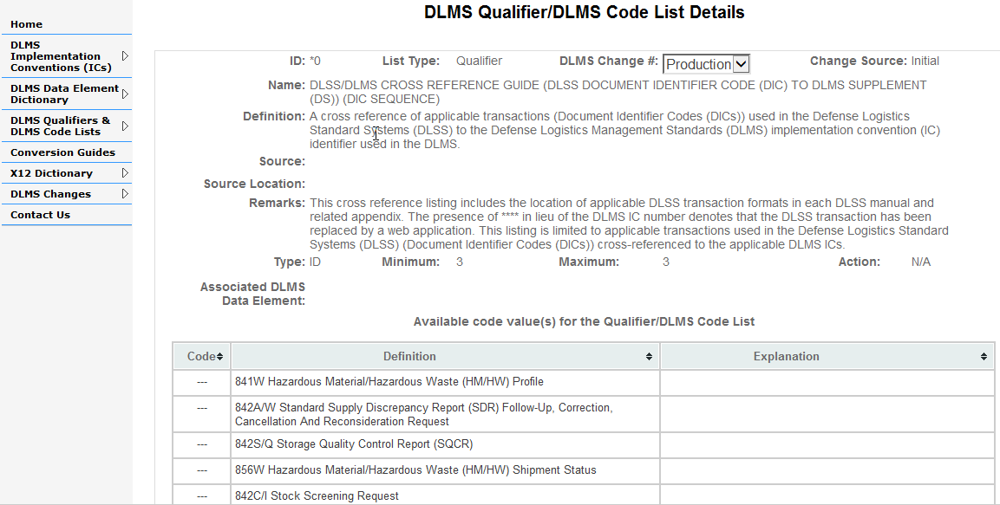 DLMS Qualifier/DLMS Code List Details
Home
DLMS
Implementation
Conventions (ICs)
DLMS Data Element
Dictionary
DLMS Qualifiers &
DLMS Code Lists
Conversion Guides
X12 Dictionary
DLMS Changes
Contact Us
ID: *0 List Type: Qualifier DLMS Change #: Production Change Source: Initial
Name: DLSS/DLMS CROSS REFERENCE GUIDE (DLSS DOCUMENT IDENTIFIER CODE (DIC) TO DLMS SUPPLEMENT
(DS)) (DIC SEQUENCE)
Definition: A cross reference of applicable transactions (Document Identifier Codes (DICs)) used in the Defense Logistics
Standard Systems (DLSS) to the Defense Logistics Management Standards (DLMS) implementation convention (IC)
identifier used in the DLMS.
Source:
Source Location:
Remarks: This cross reference listing includes the location of applicable DLSS transaction formats in each DLSS manual and
related appendix. The presence of **** in lieu of the DLMS IC number denotes that the DLSS transaction has been
replaced by a web application. This listing is limited to applicable transactions used in the Defense Logistics Standard
Systems (DLSS) (Document Identifier Codes (DICs)) cross-referenced to the applicable DLMS ICs.
Type: ID Minimum: 3 Maximum: 3 Action: N/A
Associated DLMS
Data Element:
Available code value(s) for the Qualifier/DLMS Code List
Code Definition Explanation
--- 841W Hazardous Material/Hazardous Waste (HM/HW) Profile
--- 842A/W Standard Supply Discrepancy Report (SDR) Follow-Up, Correction,
Cancellation And Reconsideration Request
--- 842S/Q Storage Quality Control Report (SQCR)
--- 856W Hazardous Material/Hazardous Waste (HM/HW) Shipment Status
--- 842C/I Stock Screening Request